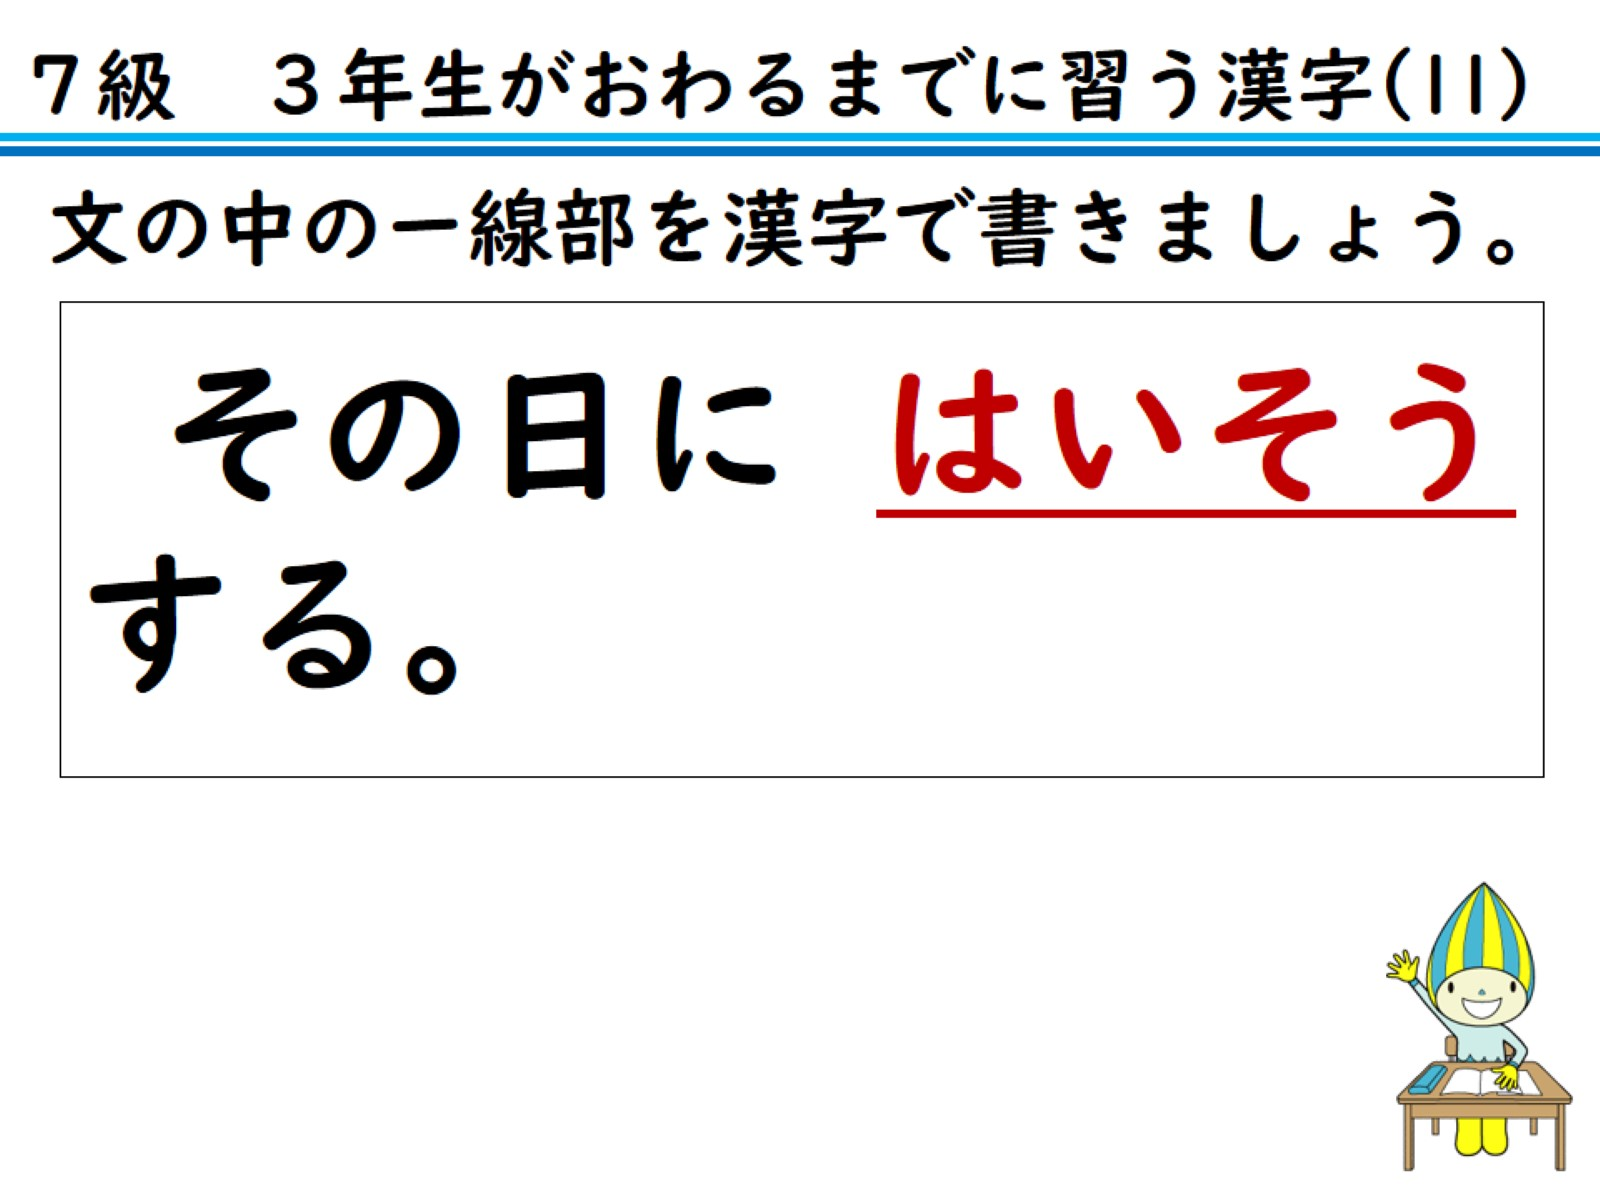 ７級　３年生がおわるまでに習う漢字(11)
文の中の一線部を漢字で書きましょう。
その日に はいそう
する。